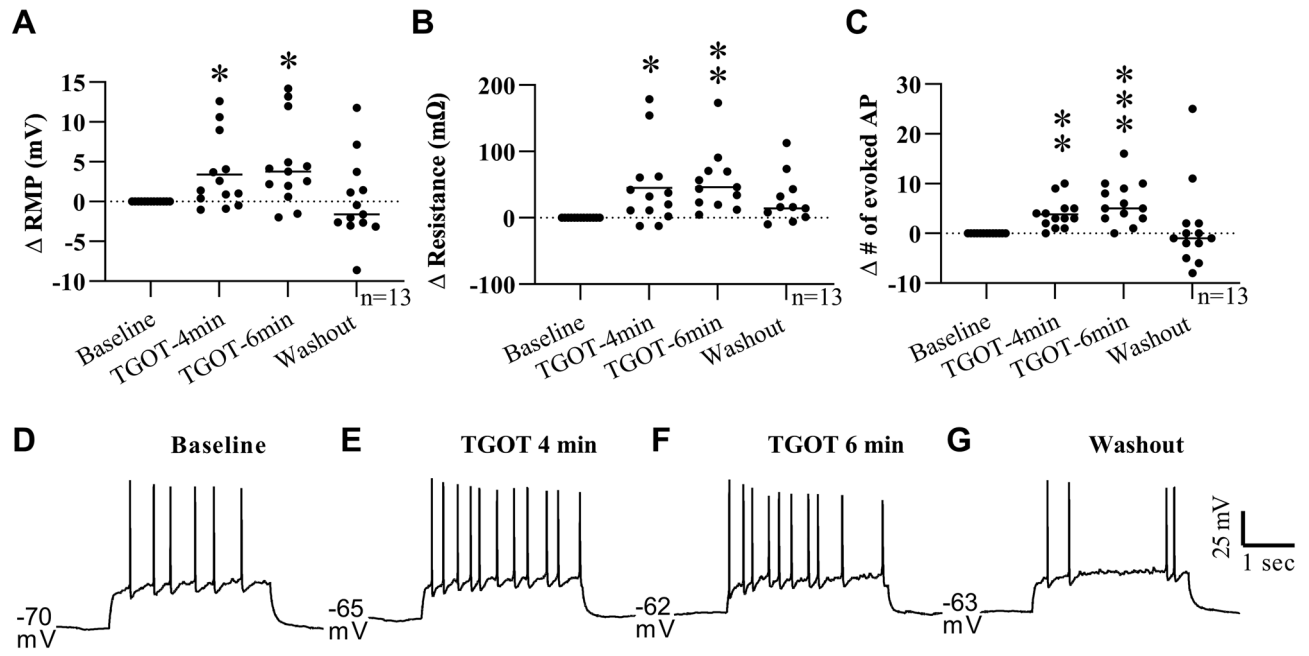 A
B
C
Δ RMP (mV)
15
10
5
0
-5
-10
*
*
n=13
Baseline
TGOT-4min
TGOT-6min
Washout
Δ Resistance (mΩ)
200
100
0
-100
*
**
n=13
Baseline
TGOT-4min
TGOT-6min
Washout
Δ # of evoked AP
30
20
10
0
-10
**
***
n=13
Baseline
TGOT-4min
TGOT-6min
Washout
D
Baseline
-70
mV
E
TGOT 4 min
-65
mV
F
TGOT 6 min
-62
mV
G
Washout
-63
mV
25 mV
1 sec